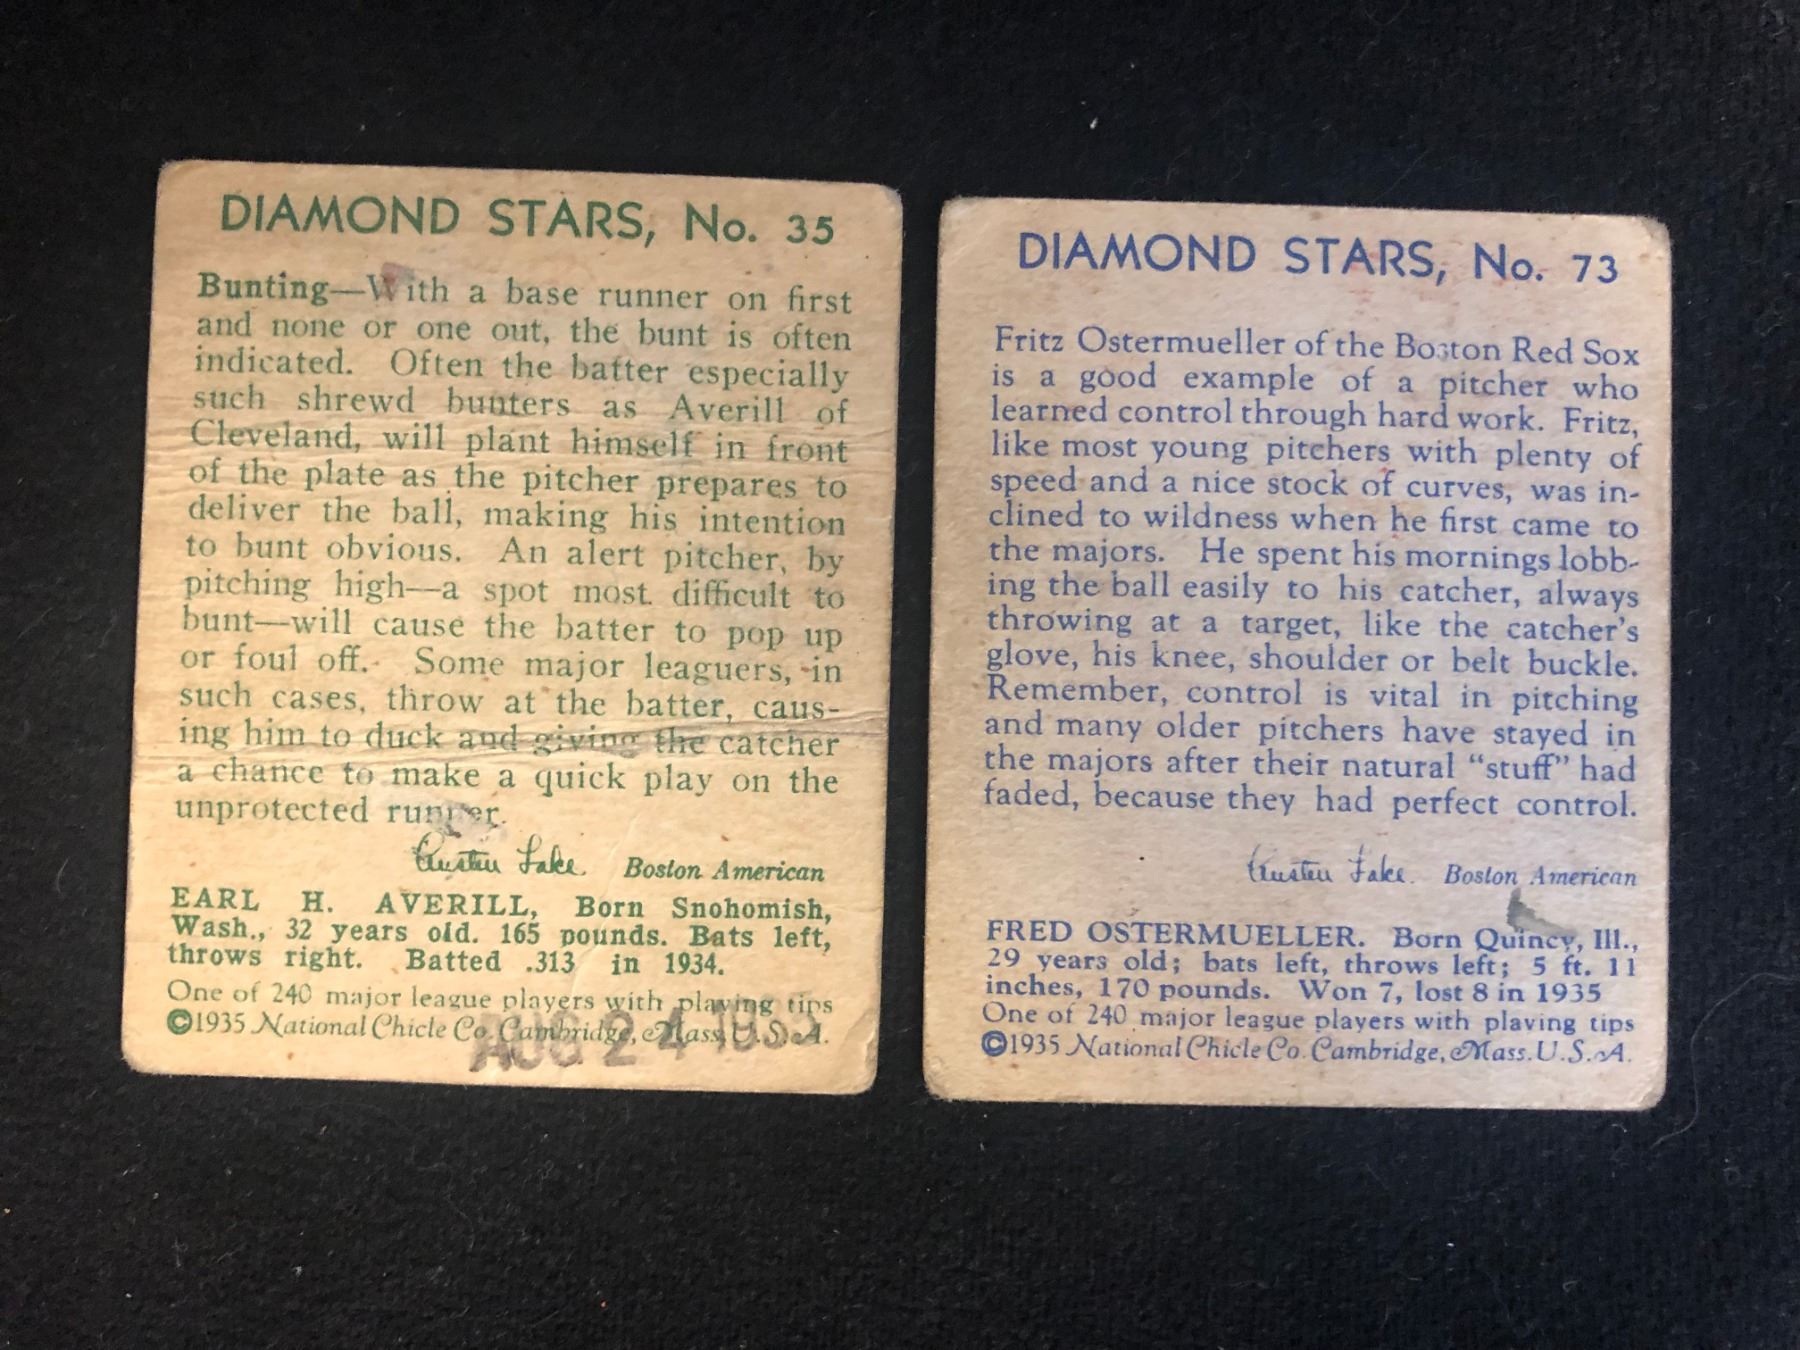 DIAMOND STARS, No. 35
Bunting—With a base runner on first
and none or one out, the bunt is often
indicated. Often the batter especially
such shrewd bunters as Averill of
Cleveland, will plant himself in front
of the plate as the pitcher prepares to
deliver the ball, making his intention
to bunt obvious. An alert pitcher, by
pitching high—a spot most difficult to
bunt—will cause the batter to pop up
or foul off. Some major leaguers, in
such cases, throw at the batter, caus-
ing him to duck and giving the catcher
a chance to make a quick play on the
unprotected runner.
Austen Lake. Boston American
EARL H. AVERILL, Born Snohomish,
Wash., 32 years old. 165 pounds. Bats left,
throws right. Batted .313 in 1934.
One of 240 major league players with playing tips
©1935 National Chicle Co. Cambridge, Mass. U.S.A.
AUG 24
DIAMOND STARS, No. 73
Fritz Ostermueller of the Boston Red Sox
is a good example of a pitcher who
learned control through hard work. Fritz,
like most young pitchers with plenty of
speed and a nice stock of curves, was in-
clined to wildness when he first came to
the majors. He spent his mornings lobb-
ing the ball easily to his catcher, always
throwing at a target, like the catcher's
glove, his knee, shoulder or belt buckle.
Remember, control is vital in pitching
and many older pitchers have stayed in
the majors after their natural "stuff" had
faded, because they had perfect control.
Austen Lake. Boston American
FRED OSTERMUELLER. Born Quincy, Ill.,
29 years old; bats left, throws left; 5 ft. 11
inches, 170 pounds. Won 7, lost 8 in 1935
One of 240 major league players with playing tips
©1935 National Chicle Co. Cambridge, Mass. U.S.A.